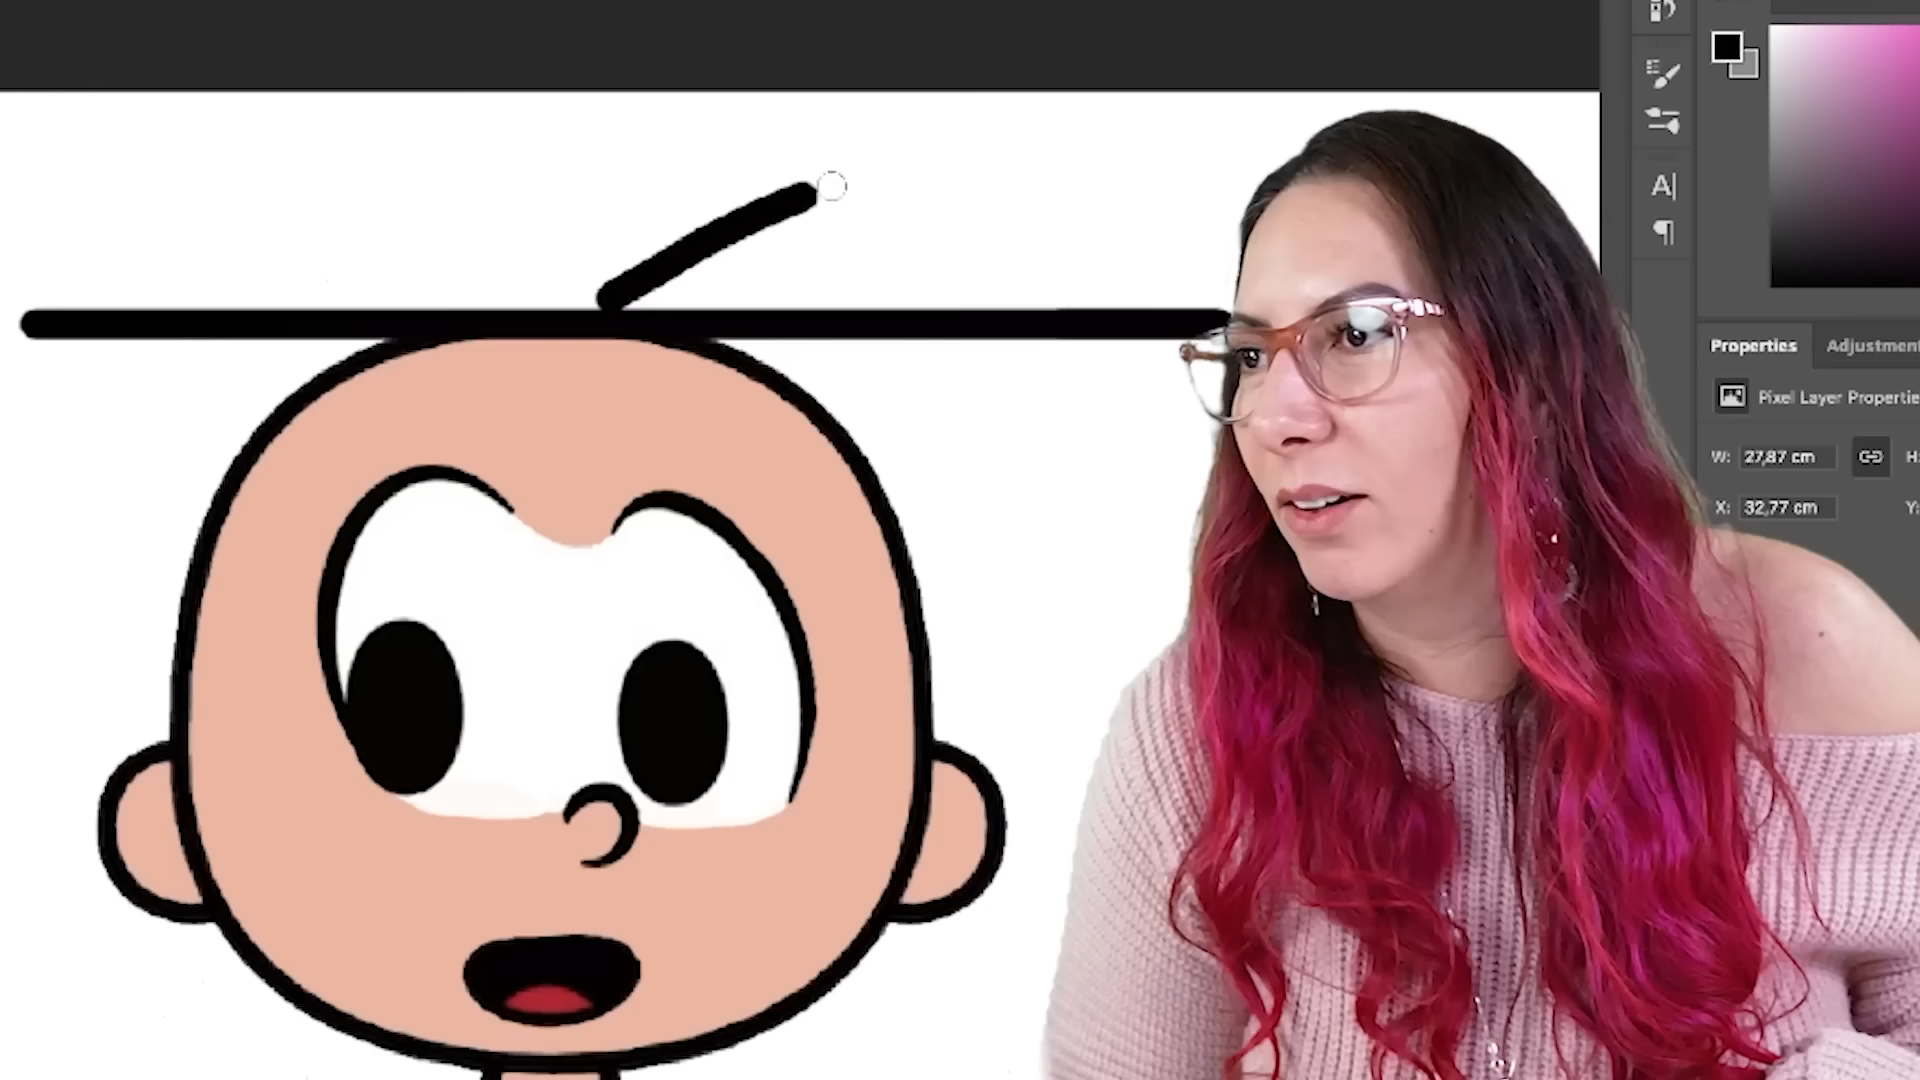 A|
Properties
Adjustment
Pixel Layer Propertie
W: 27,87 cm
H:
X: 32,77 cm
Y: